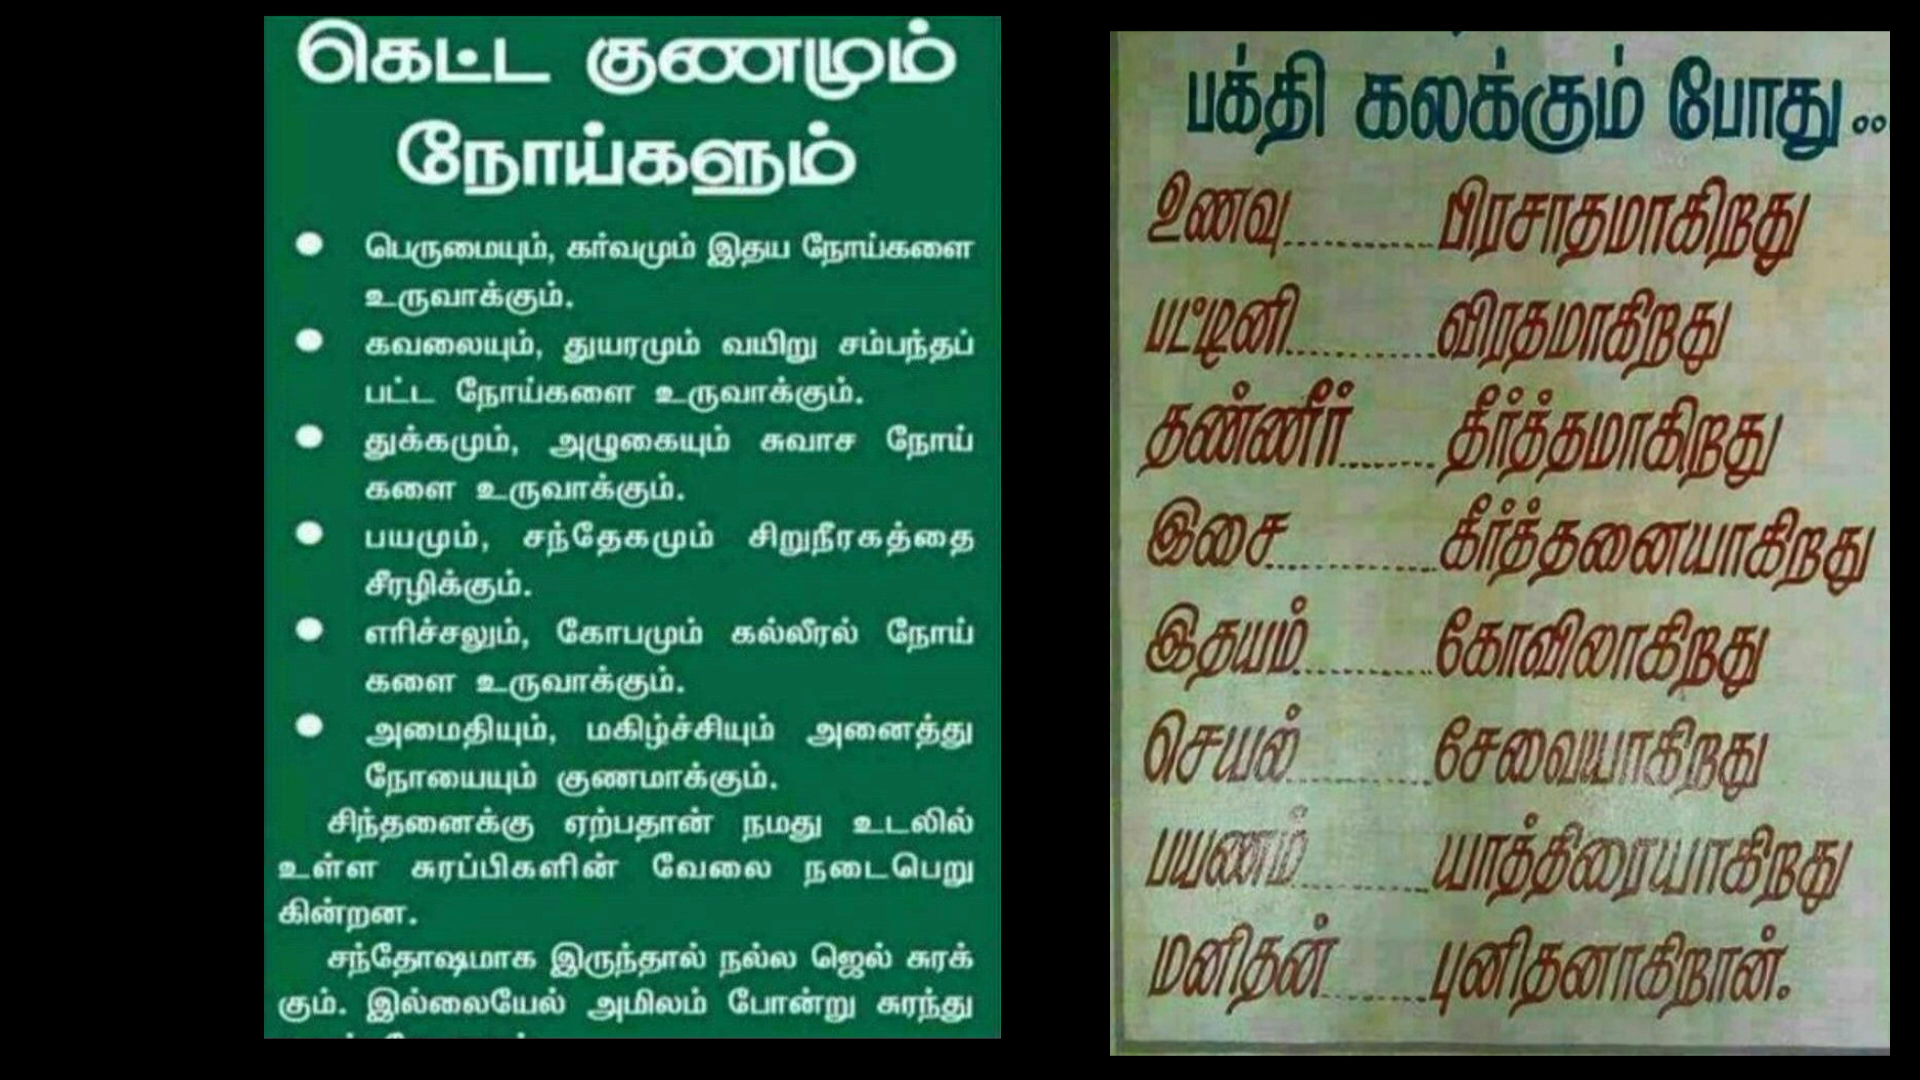 கெட்ட குணமும்
நோய்களும்
● பெருமையும், கர்வமும் இதய நோய்களை
உருவாக்கும்.
● கவலையும், துயரமும் வயிறு சம்பந்தப்
பட்ட நோய்களை உருவாக்கும்.
● துக்கமும், அழுகையும் சுவாச நோய்
களை உருவாக்கும்.
● பயமும், சந்தேகமும் சிறுநீரகத்தை
சீரழிக்கும்.
● எரிச்சலும், கோபமும் கல்லீரல் நோய்
களை உருவாக்கும்.
● அமைதியும், மகிழ்ச்சியும் அனைத்து
நோயையும் குணமாக்கும்.
சிந்தனைக்கு ஏற்பதான் நமது உடலில்
உள்ள சுரப்பிகளின் வேலை நடைபெறு
கின்றன.
சந்தோஷமாக இருந்தால் நல்ல ஜெல் சுரக்
கும். இல்லையேல் அமிலம் போன்று சுரந்து
பக்தி கலக்கும் போது..
உணவு..........பிரசாதமாகிறது
பட்டினி..........விரதமாகிறது
தண்ணீர்.......தீர்த்தமாகிறது
இசை............கீர்த்தனையாகிறது
இதயம்..........கோவிலாகிறது
செயல்..........சேவையாகிறது
பயணம்..........யாத்திரையாகிறது
மனிதன்........புனிதனாகிறான்.